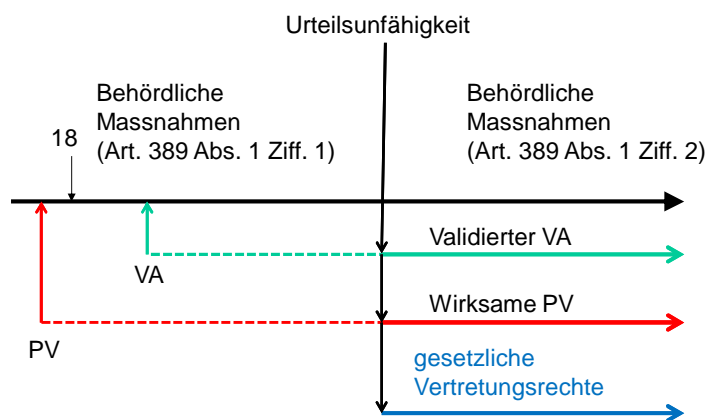 Urteilsunfähigkeit
Behördliche
Massnahmen
(Art. 389 Abs. 1 Ziff. 1)
18
Behördliche
Massnahmen
(Art. 389 Abs. 1 Ziff. 2)
Validierter VA
VA
Wirksame PV
PV
gesetzliche
Vertretungsrechte